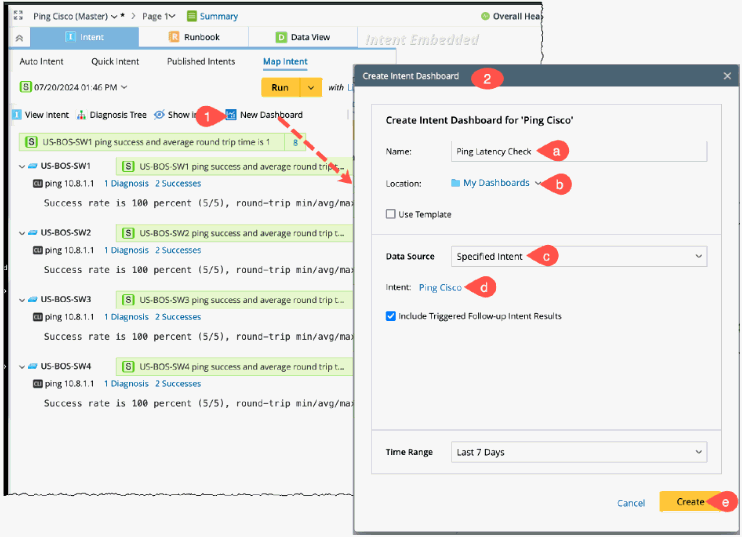 Ping Cisco (Master) * > Page 1 Summary Overall Hea
Intent Runbook Data View Intent Embedded
Auto Intent Quick Intent Published Intents Map Intent
07/20/2024 01:46 PM Run with
View Intent Diagnosis Tree Show 1 New Dashboard
S US-BOS-SW1 ping success and average round trip time is 1 8
US-BOS-SW1 S US-BOS-SW1 ping success and average round trip t...
CLI ping 10.8.1.1 1 Diagnosis 2 Successes
Success rate is 100 percent (5/5), round-trip min/avg/max
US-BOS-SW2 S US-BOS-SW2 ping success and average round trip t...
CLI ping 10.8.1.1 1 Diagnosis 2 Successes
Success rate is 100 percent (5/5), round-trip min/avg/max
US-BOS-SW3 S US-BOS-SW3 ping success and average round trip t...
CLI ping 10.8.1.1 1 Diagnosis 2 Successes
Success rate is 100 percent (5/5), round-trip min/avg/max
US-BOS-SW4 S US-BOS-SW4 ping success and average round trip t...
CLI ping 10.8.1.1 1 Diagnosis 2 Successes
Success rate is 100 percent (5/5), round-trip min/avg/max
Create Intent Dashboard 2
Create Intent Dashboard for 'Ping Cisco'
Name: Ping Latency Check a
Location: My Dashboards b
Use Template
Data Source Specified Intent c
Intent: Ping Cisco d
Include Triggered Follow-up Intent Results
Time Range Last 7 Days
Cancel Create e